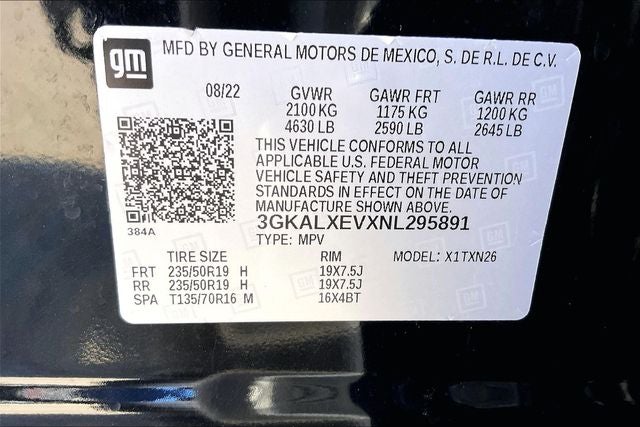 gm
MFD BY GENERAL MOTORS DE MEXICO, S. DE R.L. DE C.V.
08/22 GVWR GAWR FRT GAWR RR
2100 KG 1175 KG 1200 KG
4630 LB 2590 LB 2645 LB
THIS VEHICLE CONFORMS TO ALL
APPLICABLE U.S. FEDERAL MOTOR
VEHICLE SAFETY AND THEFT PREVENTION
STANDARDS IN EFFECT ON THE DATE OF
MANUFACTURE SHOWN ABOVE.
384A
3GKALXEVXNL295891
TYPE: MPV
TIRE SIZE RIM MODEL: X1TXN26
FRT 235/50R19 H 19X7.5J
RR 235/50R19 H 19X7.5J
SPA T135/70R16 M 16X4BT